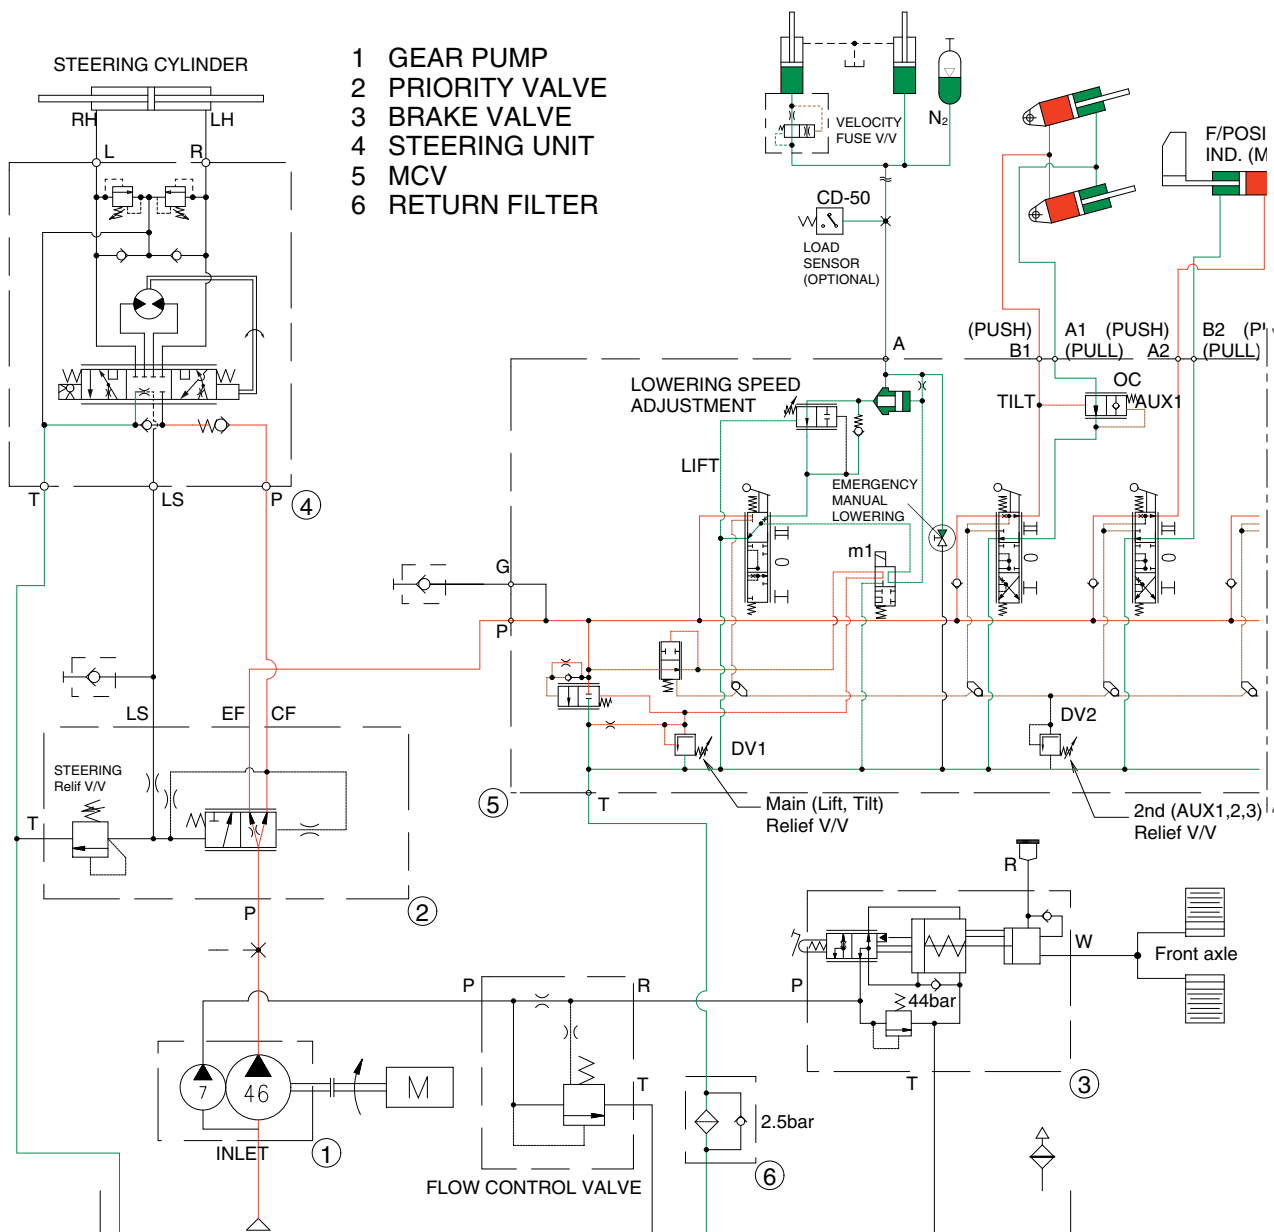 1 GEAR PUMP
2 PRIORITY VALVE
3 BRAKE VALVE
4 STEERING UNIT
5 MCV
6 RETURN FILTER
STEERING CYLINDER
RH
LH
L
R
T
LS
P
4
VELOCITY
FUSE V/V
N2
CD-50
LOAD
SENSOR
(OPTIONAL)
F/POSI
IND. (M
(PUSH)
B1
A1
(PULL)
(PUSH)
A2
B2
(PULL)
A
LOWERING SPEED
ADJUSTMENT
OC
TILT
AUX1
LIFT
EMERGENCY
MANUAL
LOWERING
m1
G
P
DV1
DV2
5
T
Main (Lift, Tilt)
Relief V/V
2nd (AUX1,2,3)
Relief V/V
LS
EF
CF
STEERING
Relif V/V
T
P
2
P
R
T
7
46
M
INLET
1
FLOW CONTROL VALVE
2.5bar
6
R
W
Front axle
P
44bar
T
3